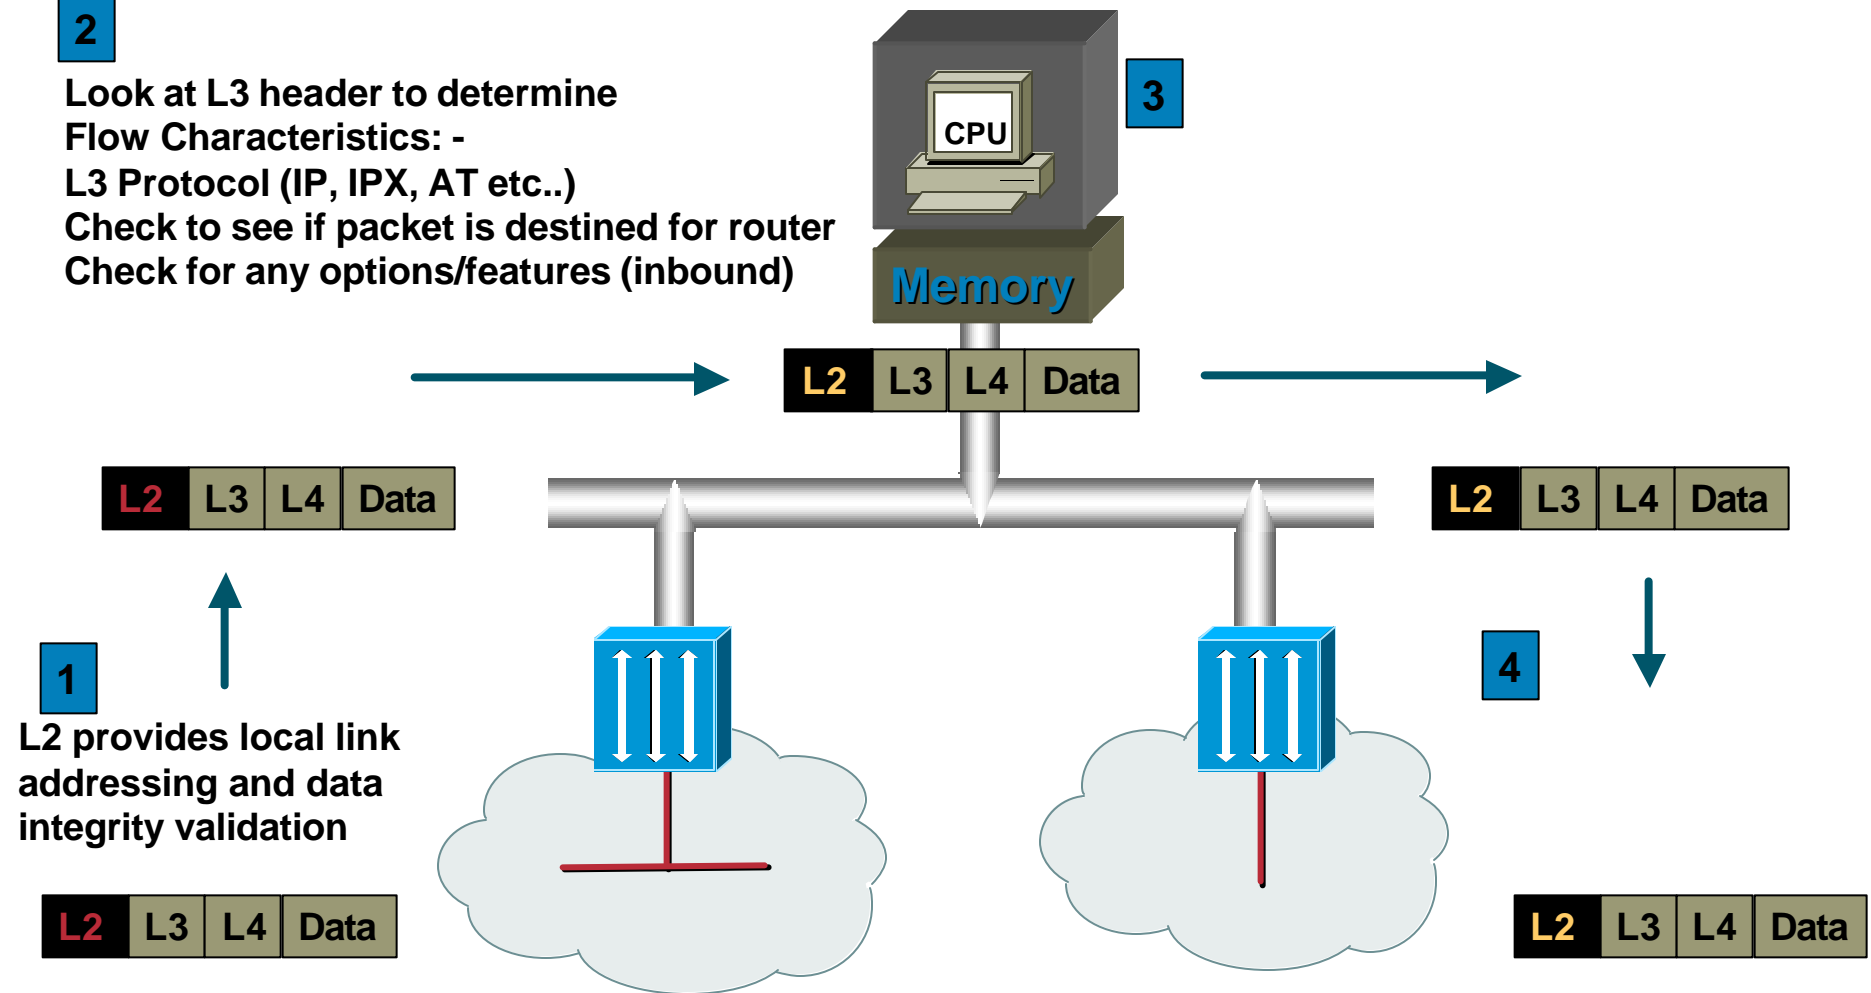 2
Look at L3 header to determine
Flow Characteristics: -
L3 Protocol (IP, IPX, AT etc..)
Check to see if packet is destined for router
Check for any options/features (inbound)
CPU
3
Memory
L2 L3 L4 Data
L2 L3 L4 Data
L2 L3 L4 Data
1
L2 provides local link
addressing and data
integrity validation
4
L2 L3 L4 Data
L2 L3 L4 Data